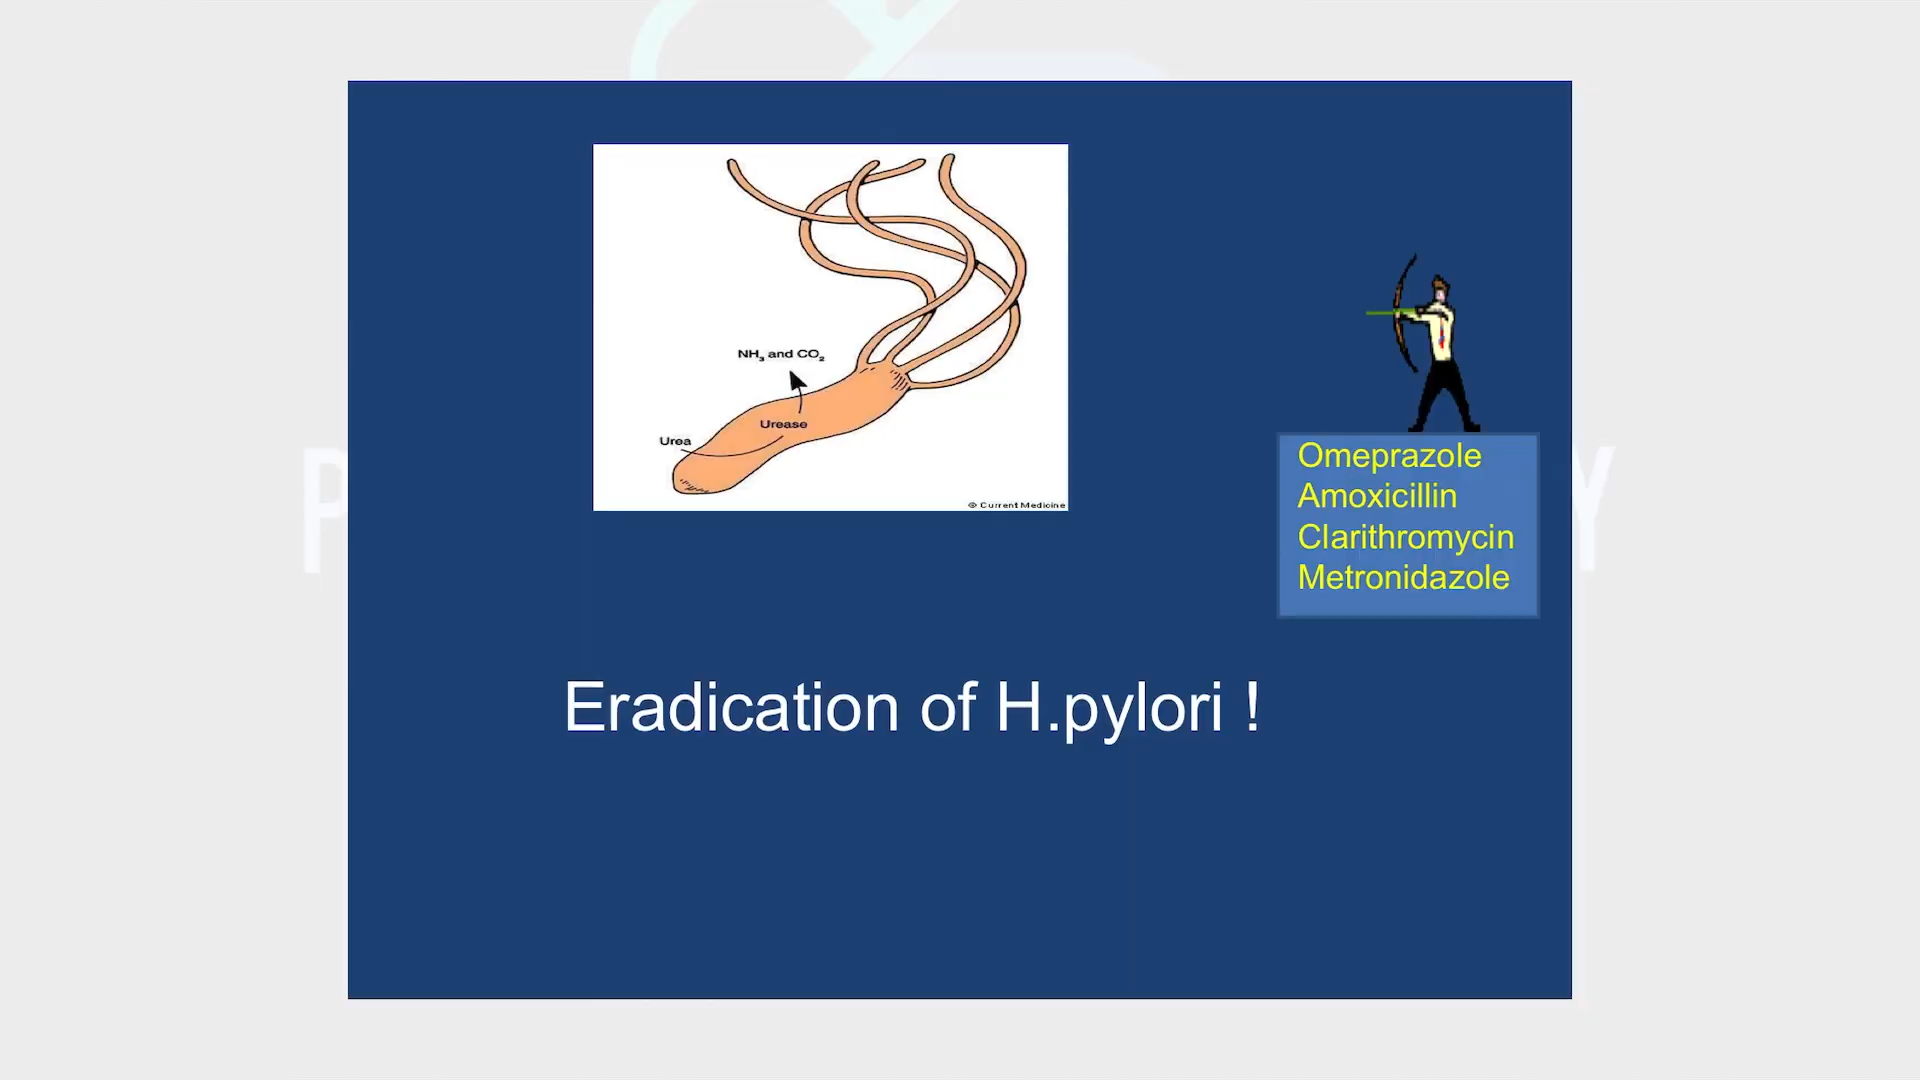 NH3 and CO2
Urease
Urea
© Current Medicine
Omeprazole
Amoxicillin
Clarithromycin
Metronidazole
Eradication of H.pylori !
P
Y